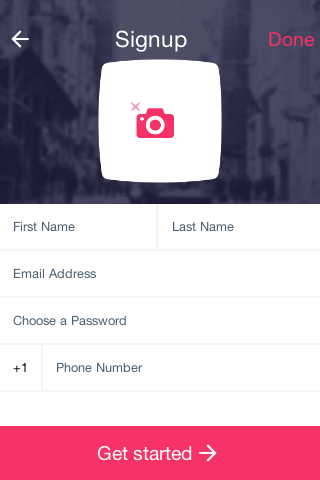 Signup
Done
First Name
Last Name
Email Address
Choose a Password
+1
Phone Number
Get started